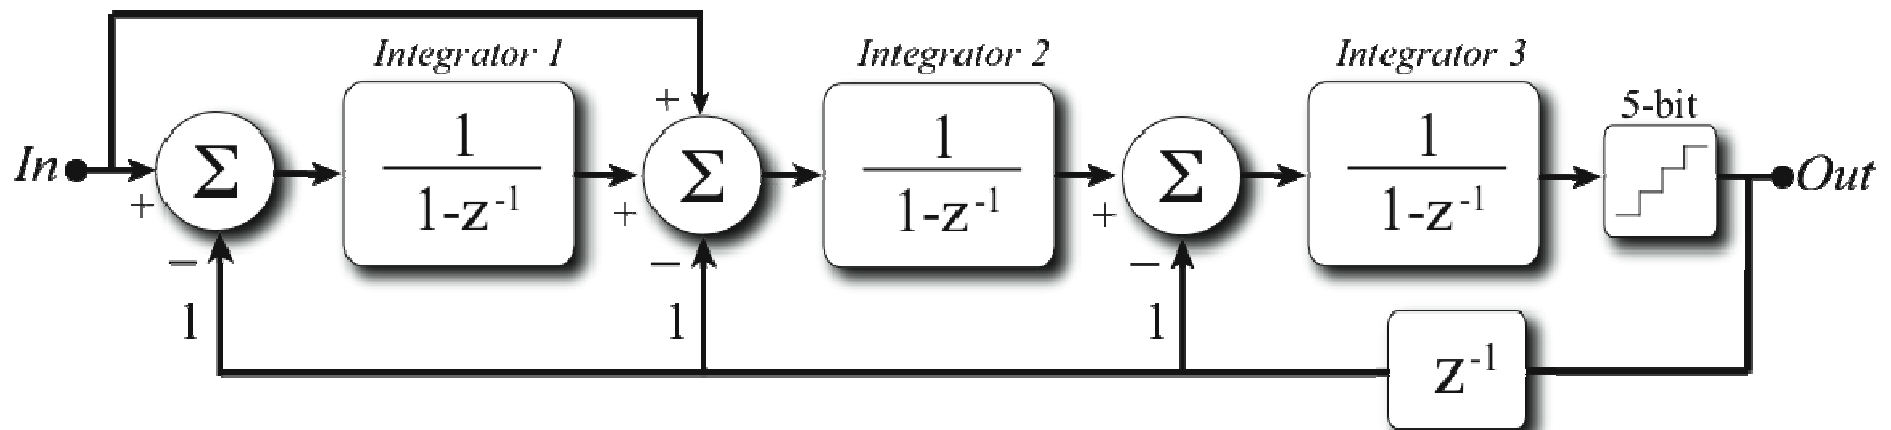 Integrator 1
Integrator 2
Integrator 3
5-bit
In
+
Σ
1
1-z⁻¹
+
+
Σ
1
1-z⁻¹
+
Σ
1
1-z⁻¹
Out
−
1
−
1
−
1
z⁻¹